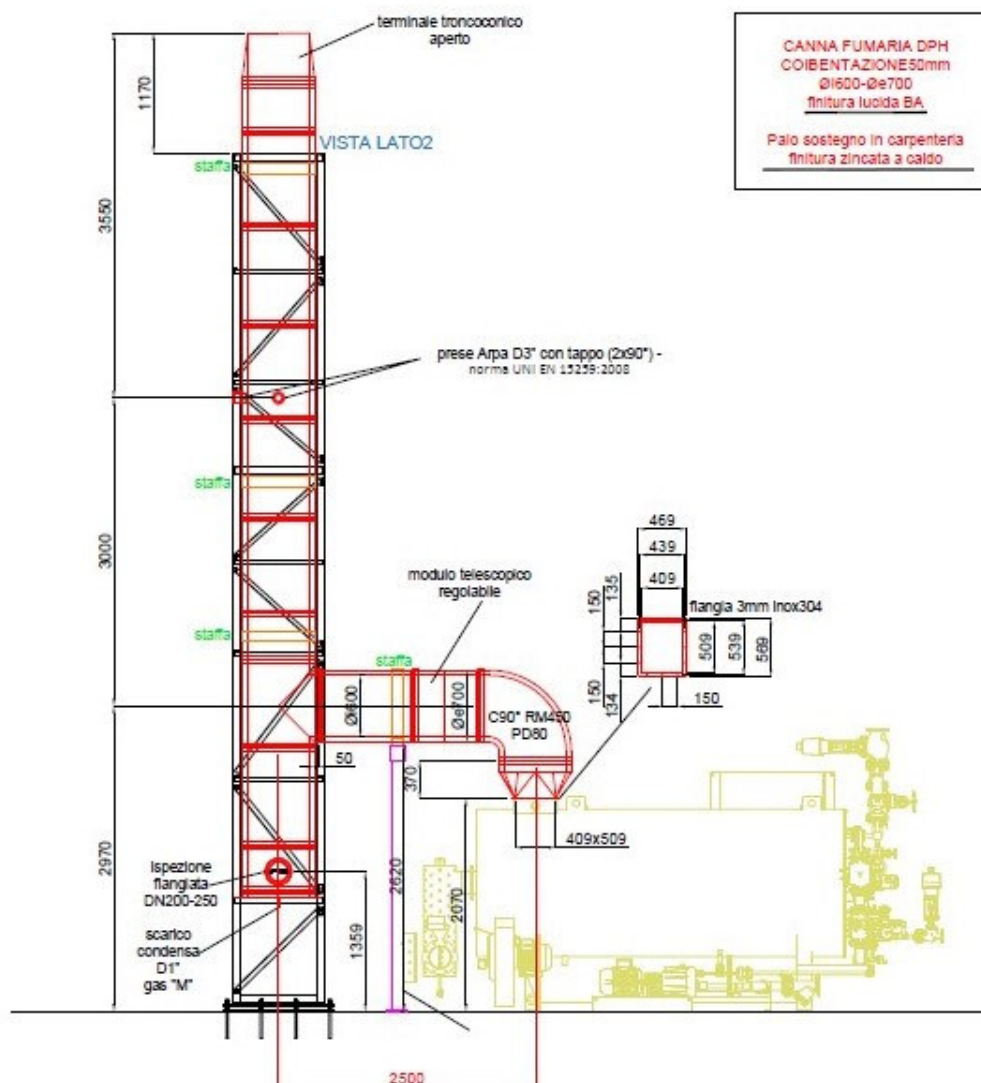 terminale troncoconico
aperto
CANNA FUMARIA DPH
COIBENTAZIONE50mm
Øi600-Øe700
finitura lucida BA
Palo sostegno in carpenteria
finitura zincata a caldo
1170
VISTA LATO2
staffa
3550
prese Arpa D3" con tappo (2x90°) -
norma UNI EN 15259:2008
staffa
3000
469
439
409
modulo telescopico
regolabile
150
135
flangia 3mm Inox304
509
539
569
staffa
staffa
150
134
150
Øi600
Øe700
C90° RM450
PD80
50
370
409x509
2970
Ispezione
flangiata
DN200-250
2620
2070
1359
scarico
condensa
D1"
gas "M"
2500